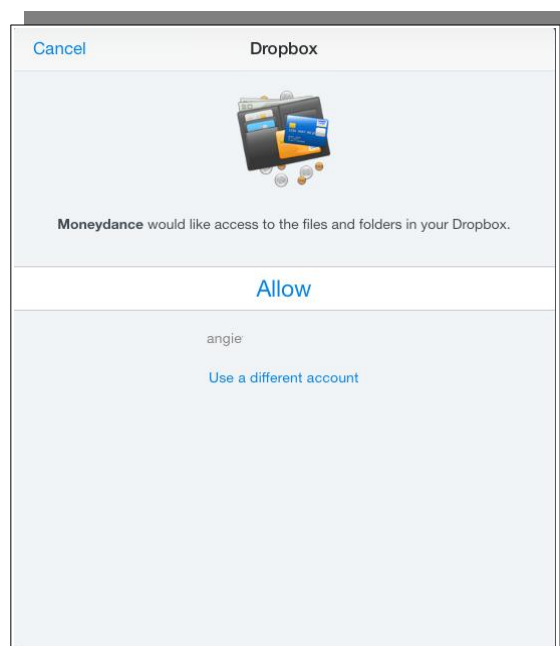 Cancel
Dropbox
Moneydance would like access to the files and folders in your Dropbox.
Allow
angie
Use a different account